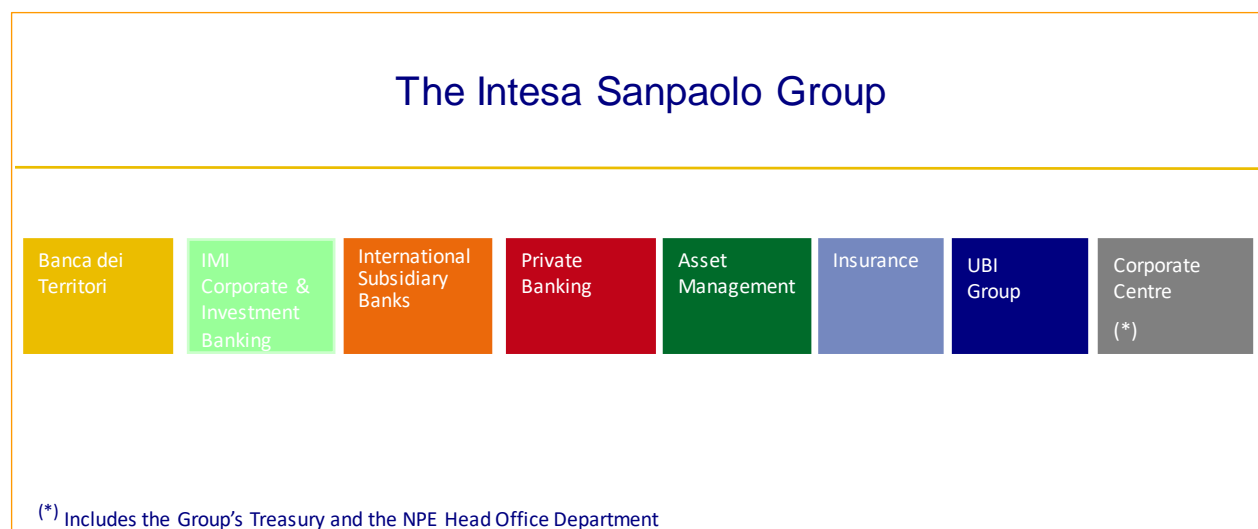 The Intesa Sanpaolo Group
Banca dei
Territori
IMI
Corporate &
Investment
Banking
International
Subsidiary
Banks
Private
Banking
Asset
Management
Insurance
UBI
Group
Corporate
Centre
(*)
(*) Includes the Group’s Treasury and the NPE Head Office Department